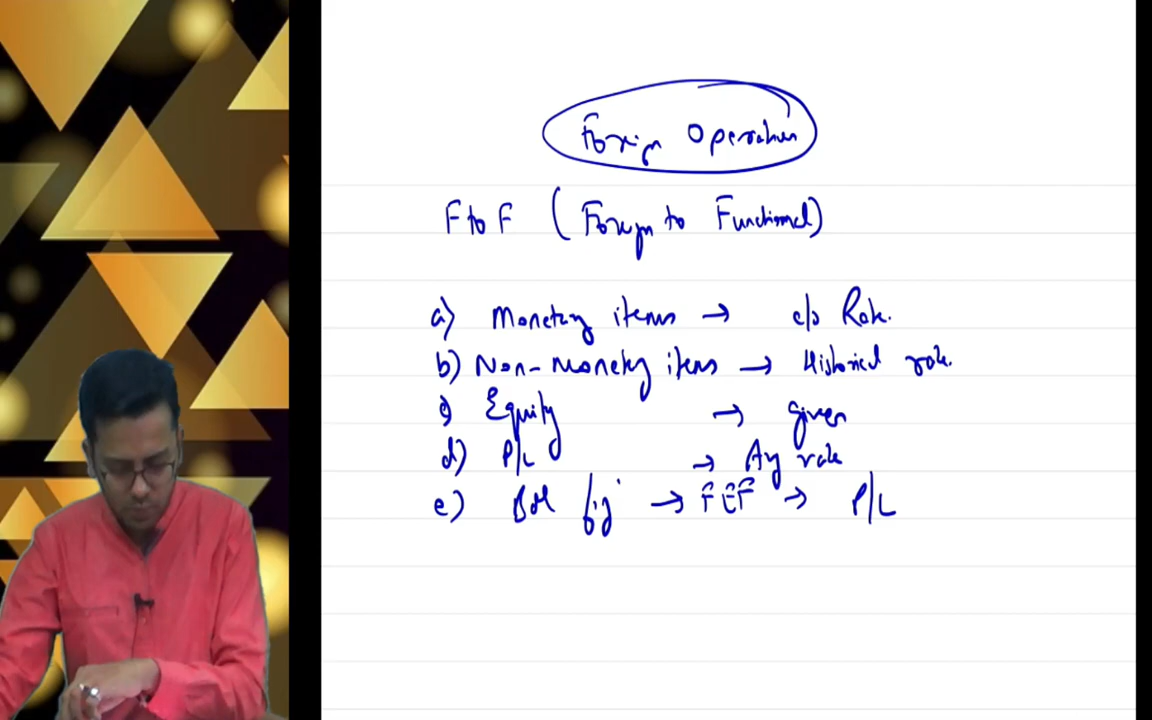 Foreign Operation
F to F (Foreign to Functional)
a) Monetary items → c/s Rate.
b) Non-monetary items → Historical rate.
c) Equity → given
d) P/L → Avg rate
e) Bal fig → FEF → P/L